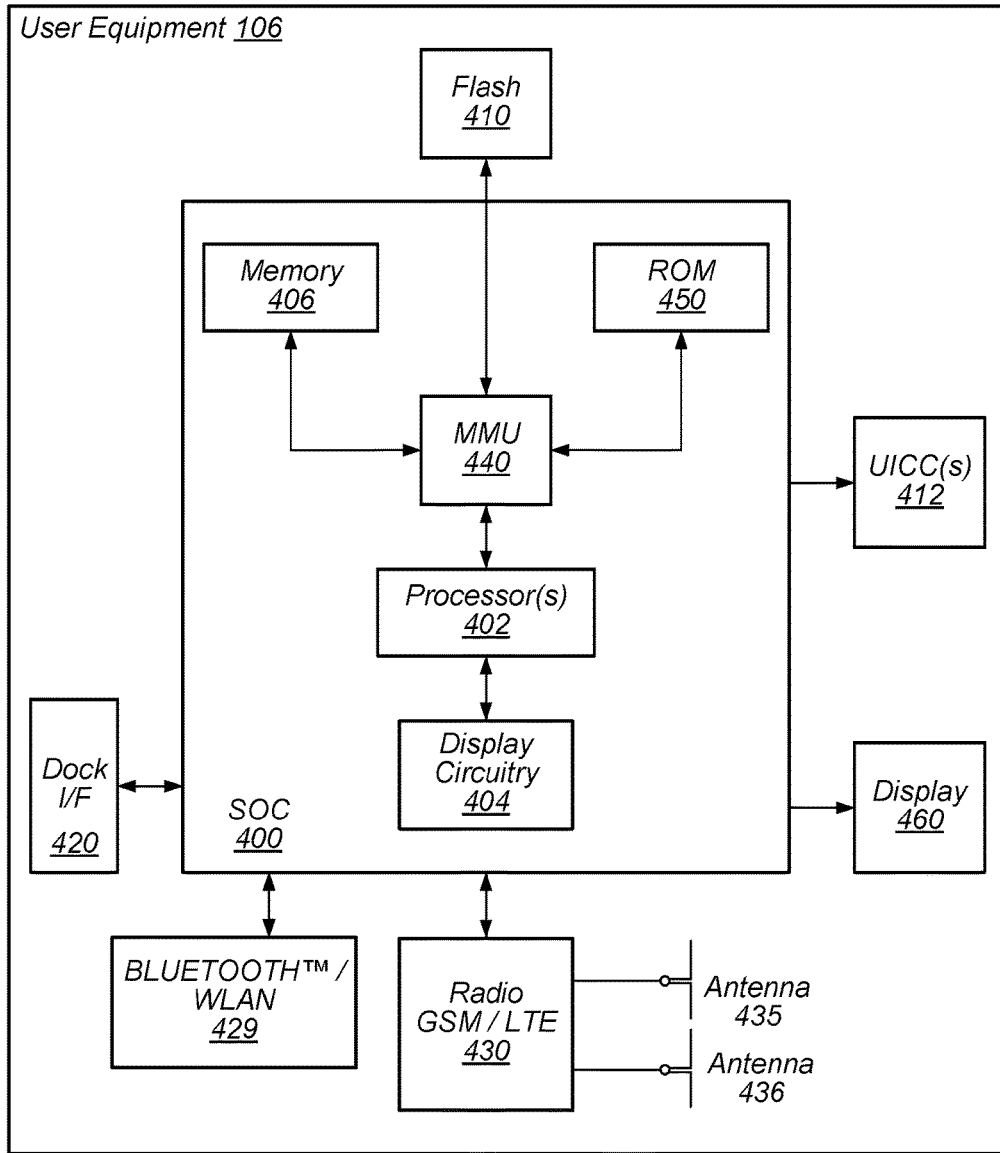 User Equipment 106
Flash
410
Memory
406
ROM
450
MMU
440
UICC(s)
412
Processor(s)
402
Display
Circuitry
404
Dock
I/F
420
SOC
400
Display
460
BLUETOOTH™ /
WLAN
429
Radio
GSM / LTE
430
Antenna
435
Antenna
436